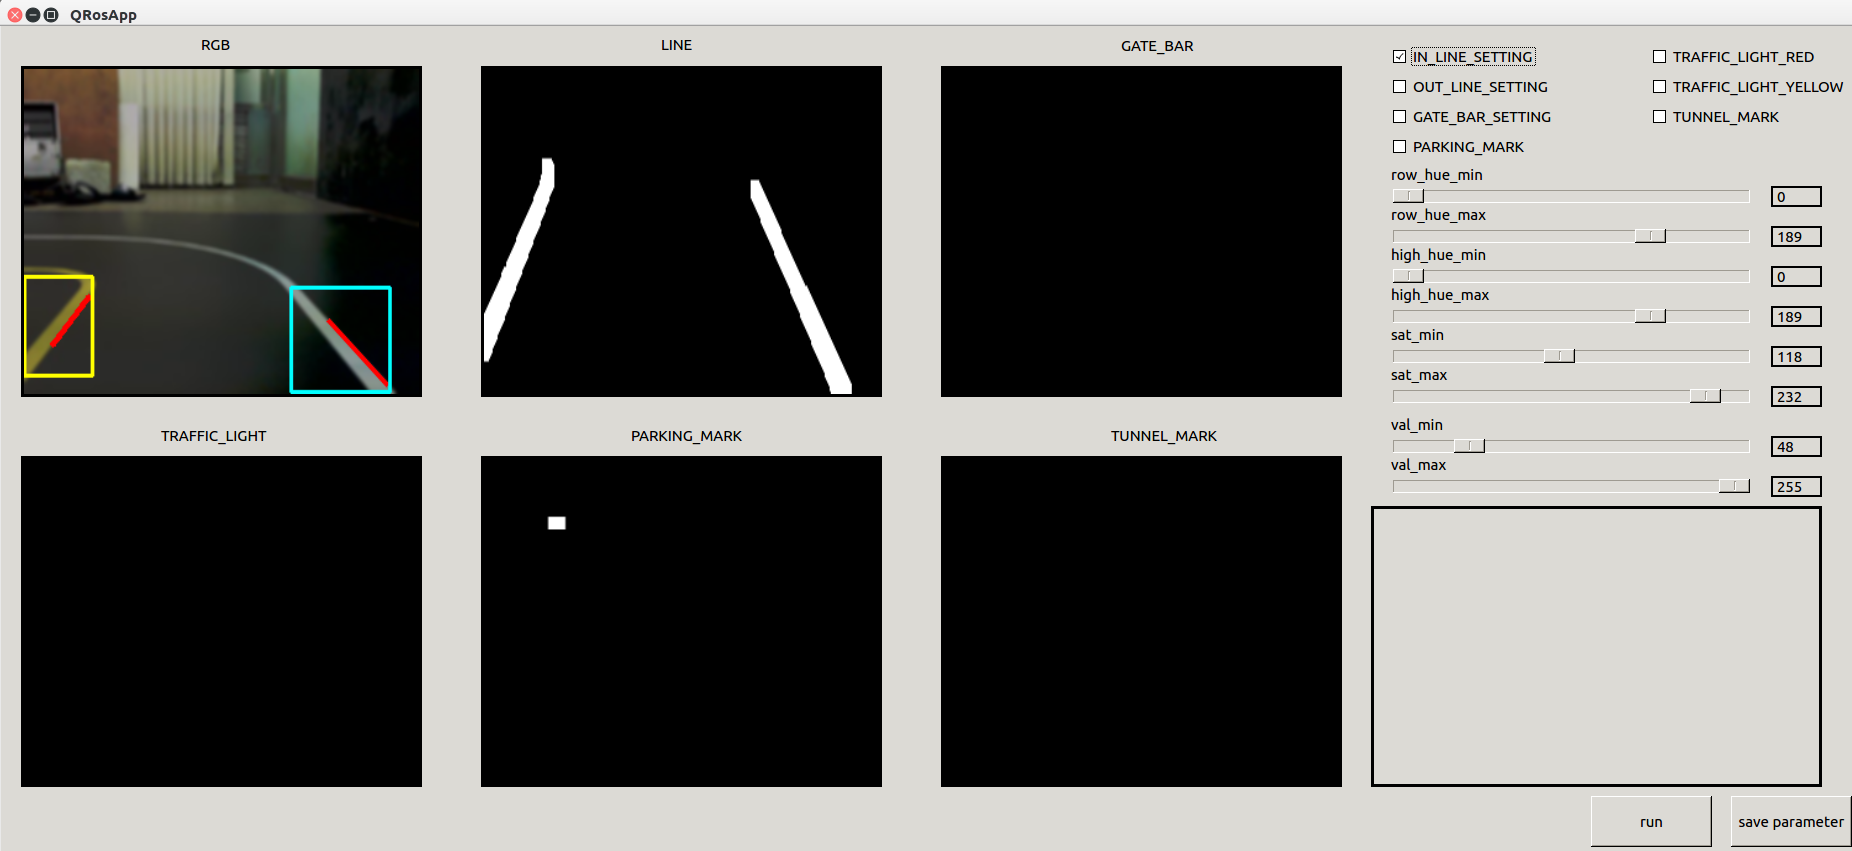 QRosApp
RGB
LINE
GATE_BAR
IN_LINE_SETTING
TRAFFIC_LIGHT_RED
OUT_LINE_SETTING
TRAFFIC_LIGHT_YELLOW
GATE_BAR_SETTING
TUNNEL_MARK
PARKING_MARK
row_hue_min
0
row_hue_max
189
high_hue_min
0
high_hue_max
189
sat_min
118
sat_max
232
val_min
48
val_max
255
TRAFFIC_LIGHT
PARKING_MARK
TUNNEL_MARK
run
save parameter